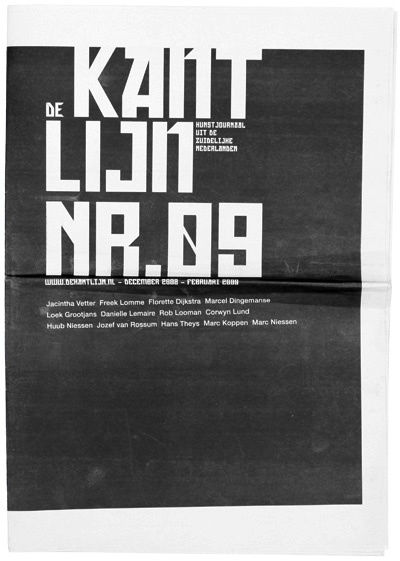 DE KANT
LIJN
KUNSTJOURNAAL
UIT DE
ZUIDELIJKE
NEDERLANDEN
NR.09
WWW.DEKANTLIJN.NL - DECEMBER 2008 - FEBRUARI 2009
Jacintha Vetter Freek Lomme Florette Dijkstra Marcel Dingemanse
Loek Grootjans Danielle Lemaire Rob Looman Corwyn Lund
Huub Niessen Jozef van Rossum Hans Theys Marc Koppen Marc Niessen